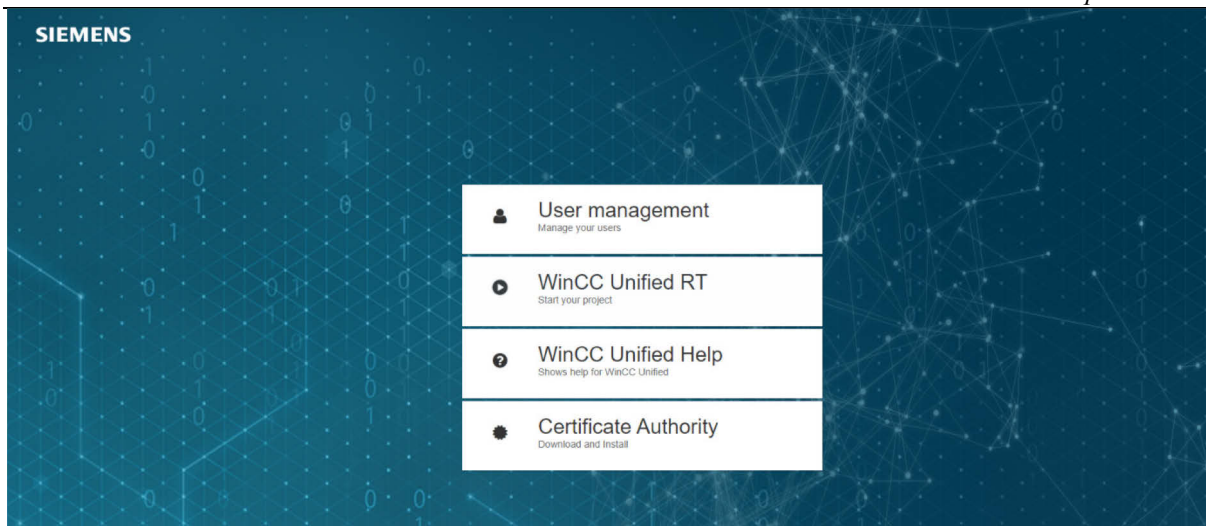 SIEMENS
User management
Manage your users
WinCC Unified RT
Start your project
WinCC Unified Help
Shows help for WinCC Unified
Certificate Authority
Download and Install